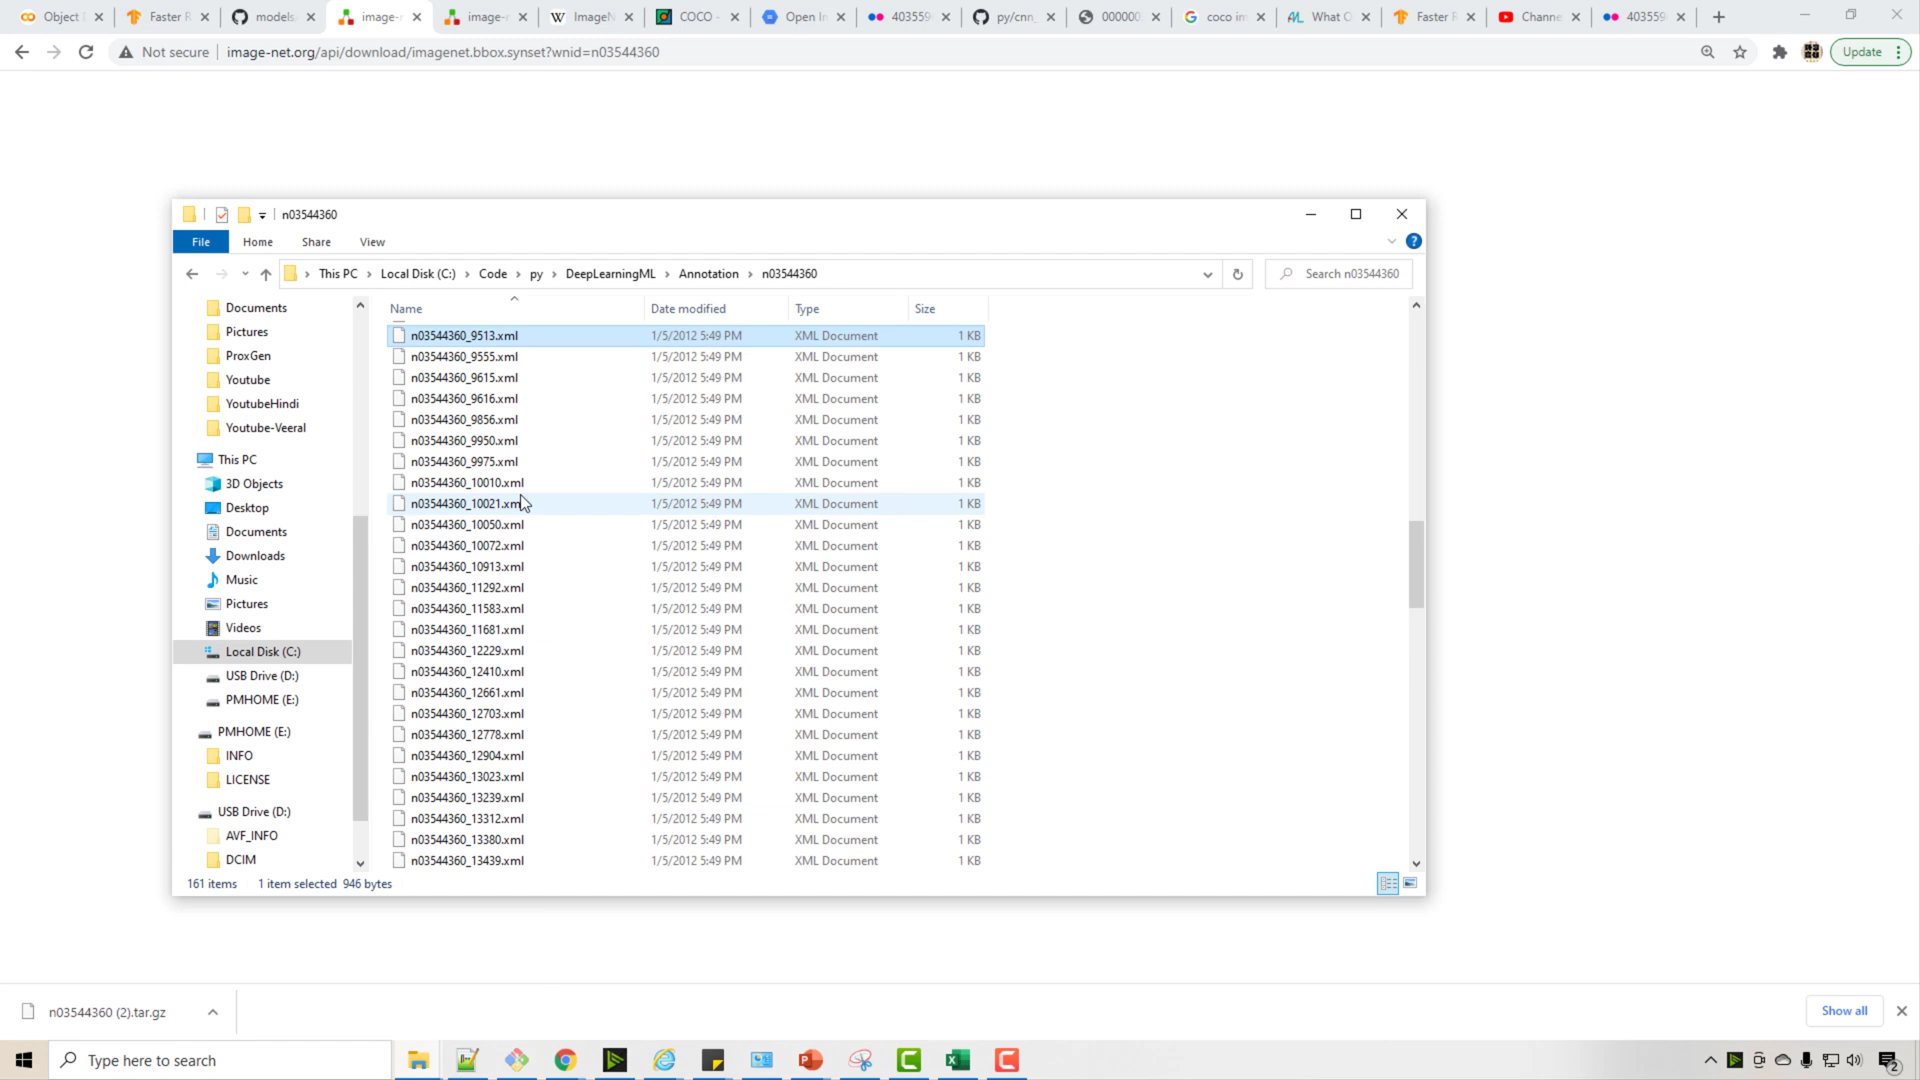 Object
Faster R
models
image-
image-
ImageN
COCO -
Open In
403559
py/cnn_
000000
coco im
What O
Faster R
Channe
403559
Not secure
image-net.org/api/download/imagenet.bbox.synset?wnid=n03544360
Update
n03544360
File Home Share View
This PC > Local Disk (C:) > Code > py > DeepLearningML > Annotation > n03544360
Search n03544360
Documents
Pictures
ProxGen
Youtube
YoutubeHindi
Youtube-Veeral
This PC
3D Objects
Desktop
Documents
Downloads
Music
Pictures
Videos
Local Disk (C:)
USB Drive (D:)
PMHOME (E:)
PMHOME (E:)
INFO
LICENSE
USB Drive (D:)
AVF_INFO
DCIM
Name Date modified Type Size
n03544360_9513.xml 1/5/2012 5:49 PM XML Document 1 KB
n03544360_9555.xml 1/5/2012 5:49 PM XML Document 1 KB
n03544360_9615.xml 1/5/2012 5:49 PM XML Document 1 KB
n03544360_9616.xml 1/5/2012 5:49 PM XML Document 1 KB
n03544360_9856.xml 1/5/2012 5:49 PM XML Document 1 KB
n03544360_9950.xml 1/5/2012 5:49 PM XML Document 1 KB
n03544360_9975.xml 1/5/2012 5:49 PM XML Document 1 KB
n03544360_10010.xml 1/5/2012 5:49 PM XML Document 1 KB
n03544360_10021.xml 1/5/2012 5:49 PM XML Document 1 KB
n03544360_10050.xml 1/5/2012 5:49 PM XML Document 1 KB
n03544360_10072.xml 1/5/2012 5:49 PM XML Document 1 KB
n03544360_10913.xml 1/5/2012 5:49 PM XML Document 1 KB
n03544360_11292.xml 1/5/2012 5:49 PM XML Document 1 KB
n03544360_11583.xml 1/5/2012 5:49 PM XML Document 1 KB
n03544360_11681.xml 1/5/2012 5:49 PM XML Document 1 KB
n03544360_12229.xml 1/5/2012 5:49 PM XML Document 1 KB
n03544360_12410.xml 1/5/2012 5:49 PM XML Document 1 KB
n03544360_12661.xml 1/5/2012 5:49 PM XML Document 1 KB
n03544360_12703.xml 1/5/2012 5:49 PM XML Document 1 KB
n03544360_12778.xml 1/5/2012 5:49 PM XML Document 1 KB
n03544360_12904.xml 1/5/2012 5:49 PM XML Document 1 KB
n03544360_13023.xml 1/5/2012 5:49 PM XML Document 1 KB
n03544360_13239.xml 1/5/2012 5:49 PM XML Document 1 KB
n03544360_13312.xml 1/5/2012 5:49 PM XML Document 1 KB
n03544360_13380.xml 1/5/2012 5:49 PM XML Document 1 KB
n03544360_13439.xml 1/5/2012 5:49 PM XML Document 1 KB
161 items 1 item selected 946 bytes
n03544360 (2).tar.gz
Show all
Type here to search
2